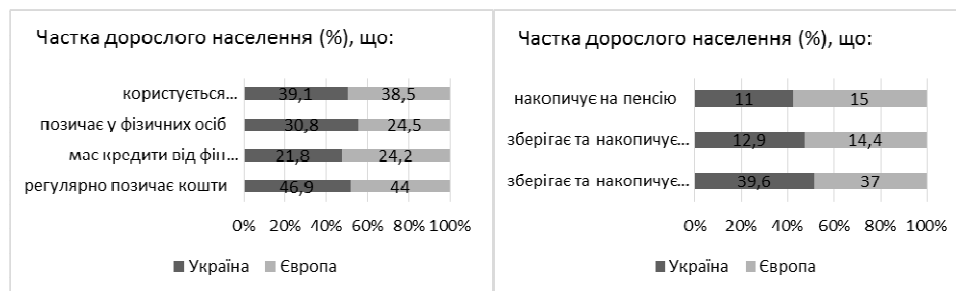 Частка дорослого населення (%), що:
користується...
39,1 38,5
позичає у фізичних осіб
30,8 24,5
має кредити від фін...
21,8 24,2
регулярно позичає кошти
46,9 44
0% 20% 40% 60% 80% 100%
Україна Європа
Частка дорослого населення (%), що:
накопичує на пенсію
11 15
зберігає та накопичує...
12,9 14,4
зберігає та накопичує...
39,6 37
0% 20% 40% 60% 80% 100%
Україна Європа